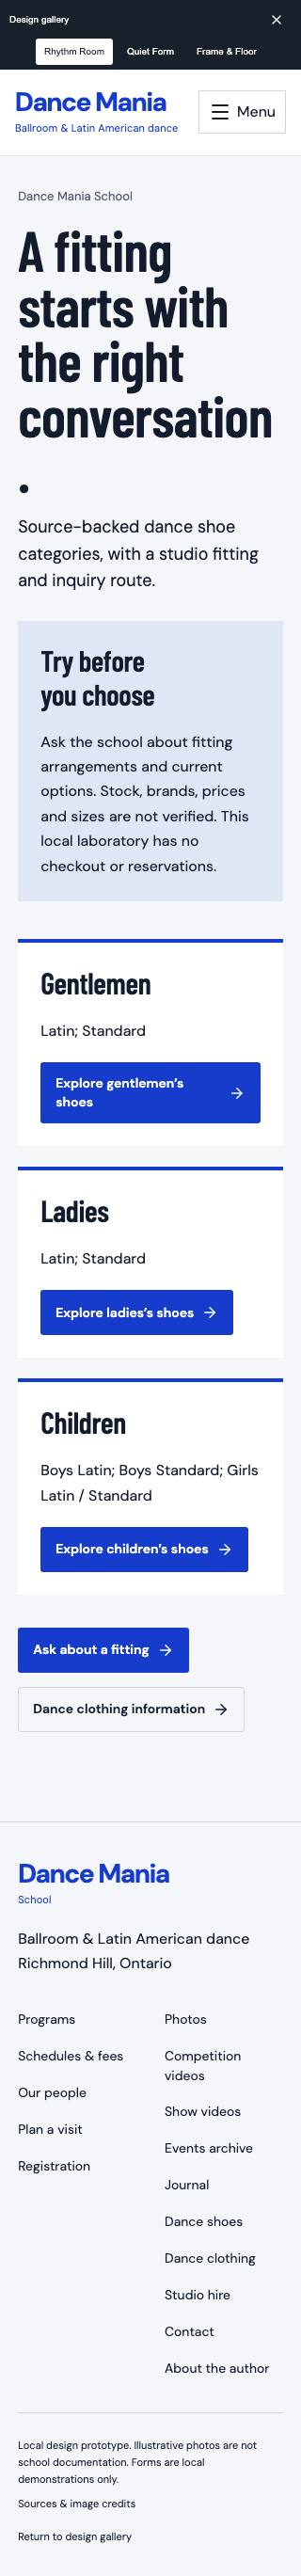 Design gallery
×
Rhythm Room Quiet Form Frame & Floor
Dance Mania
Ballroom & Latin American dance
Menu
Dance Mania School
A fitting
starts with
the right
conversation
.
Source-backed dance shoe
categories, with a studio fitting
and inquiry route.
Try before
you choose
Ask the school about fitting
arrangements and current
options. Stock, brands, prices
and sizes are not verified. This
local laboratory has no
checkout or reservations.
Gentlemen
Latin; Standard
Explore gentlemen’s
shoes →
Ladies
Latin; Standard
Explore ladies’s shoes →
Children
Boys Latin; Boys Standard; Girls
Latin / Standard
Explore children’s shoes →
Ask about a fitting →
Dance clothing information →
Dance Mania
School
Ballroom & Latin American dance
Richmond Hill, Ontario
Programs
Schedules & fees
Our people
Plan a visit
Registration
Photos
Competition
videos
Show videos
Events archive
Journal
Dance shoes
Dance clothing
Studio hire
Contact
About the author
Local design prototype. Illustrative photos are not
school documentation. Forms are local
demonstrations only.
Sources & image credits
Return to design gallery